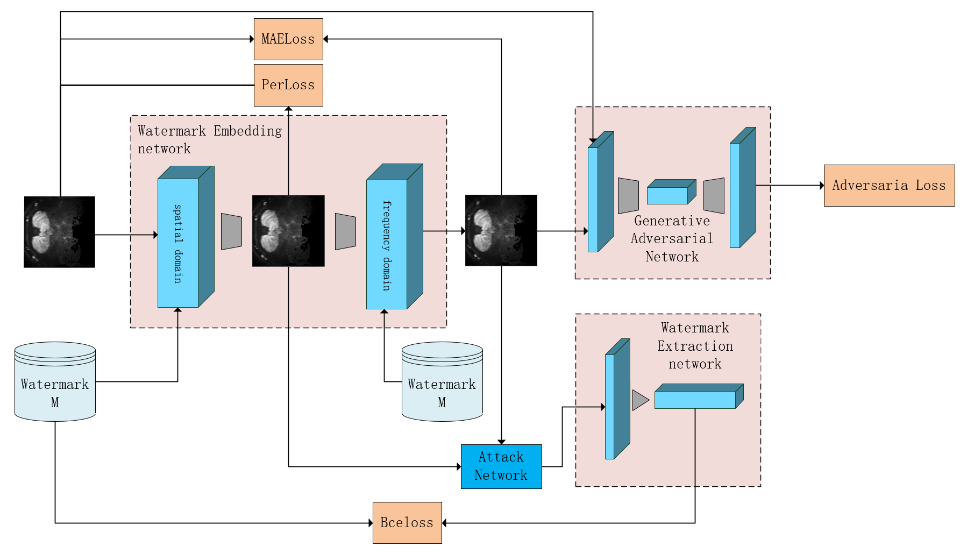 MAELoss
PerLoss
Watermark Embedding
network
spatial domain
frequency domain
Generative
Adversarial
Network
Adversaria Loss
Watermark
M
Watermark
M
Watermark
Extraction
network
Attack
Network
Bceloss